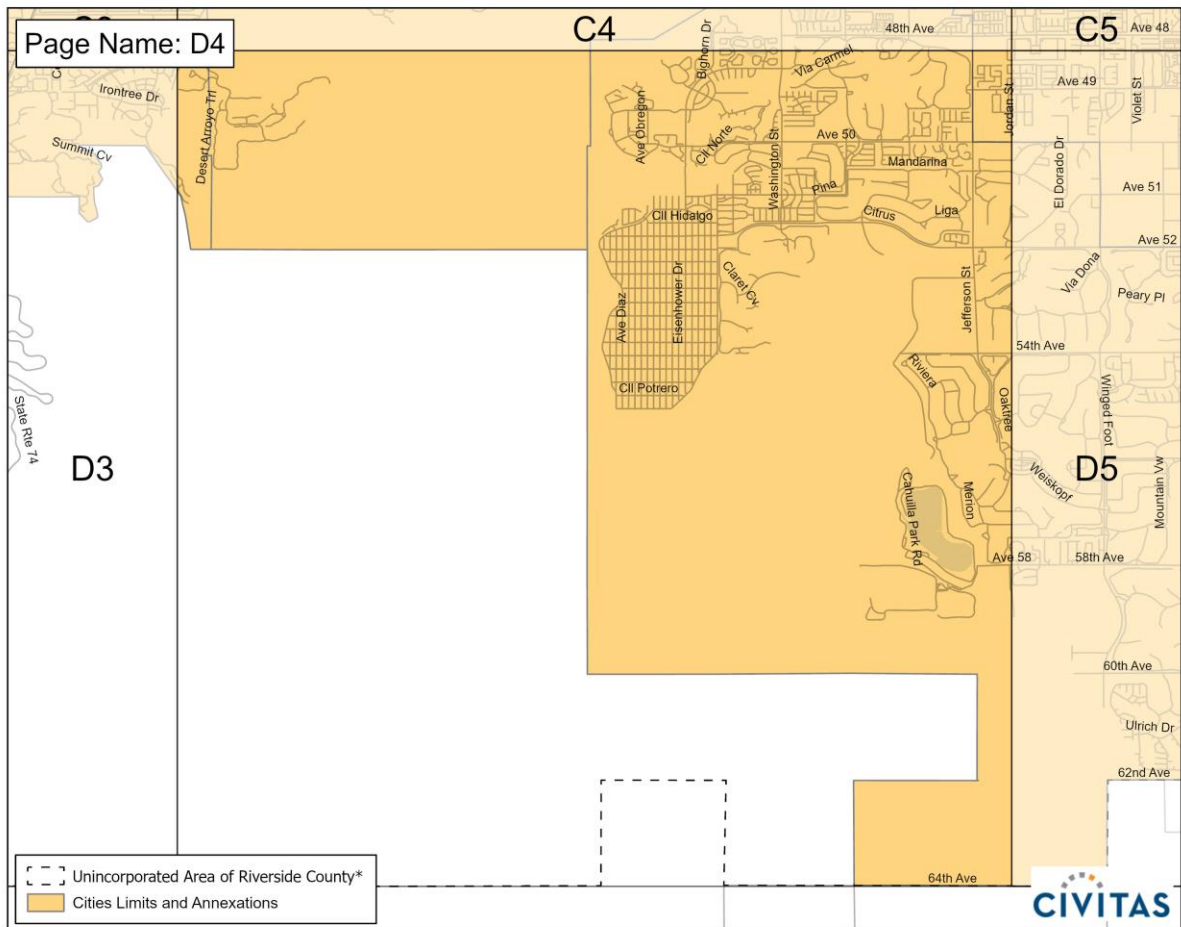 C4
C5
48th Ave
Ave 48
Page Name: D4
Bighorn Dr
Via Carmel
Ave 49
Jordan St
Violet St
Irontree Dr
Desert Arroyo Trl
Summit Cv
Ave Obregon
Cll Norte
Washington St
Ave 50
Mandarina
El Dorado Dr
Pina
Ave 51
Cll Hidalgo
Citrus
Liga
Ave 52
Claret Cv
Via Dona
Peary Pl
Ave Diaz
Eisenhower Dr
Jefferson St
54th Ave
Riviera
Cll Potrero
Oaktree
Winged Foot
State Rte 74
D3
D5
Weiskopf
Mountain Vw
Merion
Cahuilla Park Rd
Ave 58
58th Ave
60th Ave
Ulrich Dr
62nd Ave
64th Ave
Unincorporated Area of Riverside County*
Cities Limits and Annexations
CIVITAS